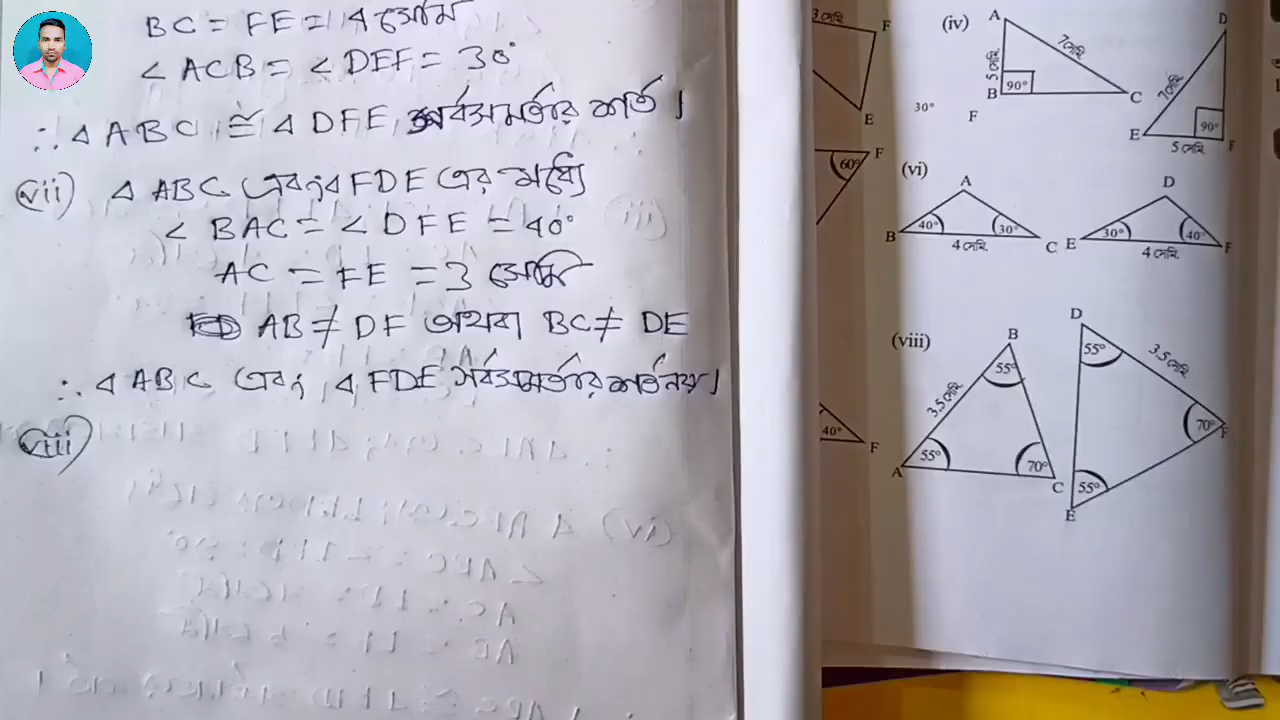 BC = FE = 4 সেমি
∠ ACB = ∠ DEF = 30°
∴ △ ABC ≅ △ DFE সর্বসমতার শর্ত।
(vii) △ ABC এবং △ FDE এর মধ্যে
∠ BAC = ∠ DFE = 40°
AC = FE = 3 সেমি
AB ≠ DF অথবা BC ≠ DE
∴ △ ABC এবং △ FDE সর্বসমতার শর্ত নয়।
(viii)
3 সেমি. F
E
60° F
40° F
(iv) A 7 সেমি. D
5 সেমি. 90° B C 7 সেমি. E 90° F
30° F 5 সেমি.
(vi) A D
B 40° 30° C E 30° 40° F
4 সেমি. 4 সেমি.
(viii) B D
55° 55° 3.5 সেমি.
3.5 সেমি. 70° F
A 55° 70° C 55°
E